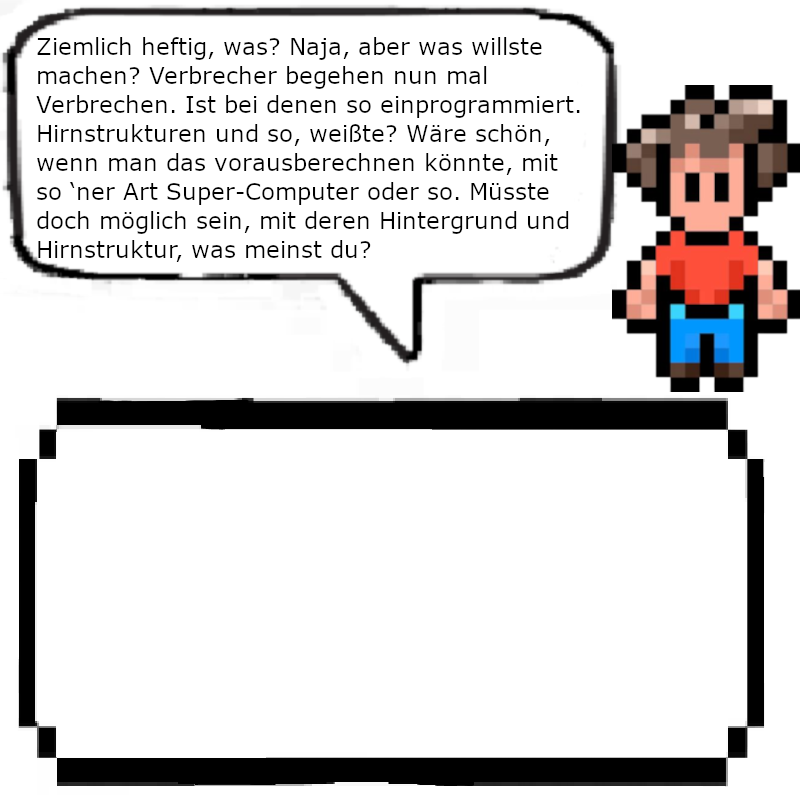 Ziemlich heftig, was? Naja, aber was willste
machen? Verbrecher begehen nun mal
Verbrechen. Ist bei denen so einprogrammiert.
Hirnstrukturen und so, weißte? Wäre schön,
wenn man das vorausberechnen könnte, mit
so ‘ner Art Super-Computer oder so. Müsste
doch möglich sein, mit deren Hintergrund und
Hirnstruktur, was meinst du?